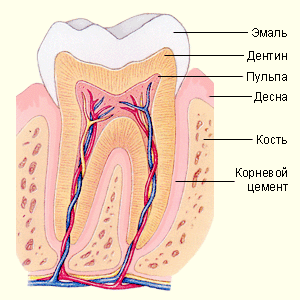 Эмаль
Дентин
Пульпа
Десна
Кость
Корневой
цемент